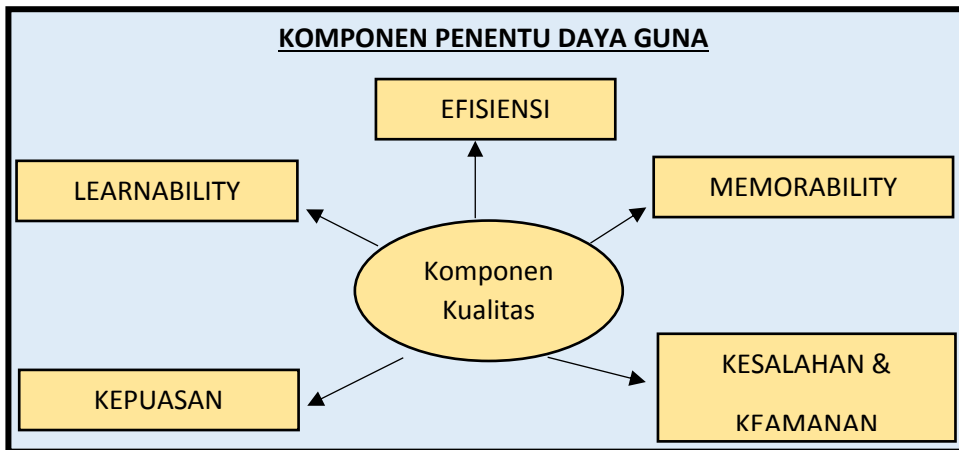 KOMPONEN PENENTU DAYA GUNA
EFISIENSI
LEARNABILITY
MEMORABILITY
Komponen
Kualitas
KEPUASAN
KESALAHAN &
KEAMANAN